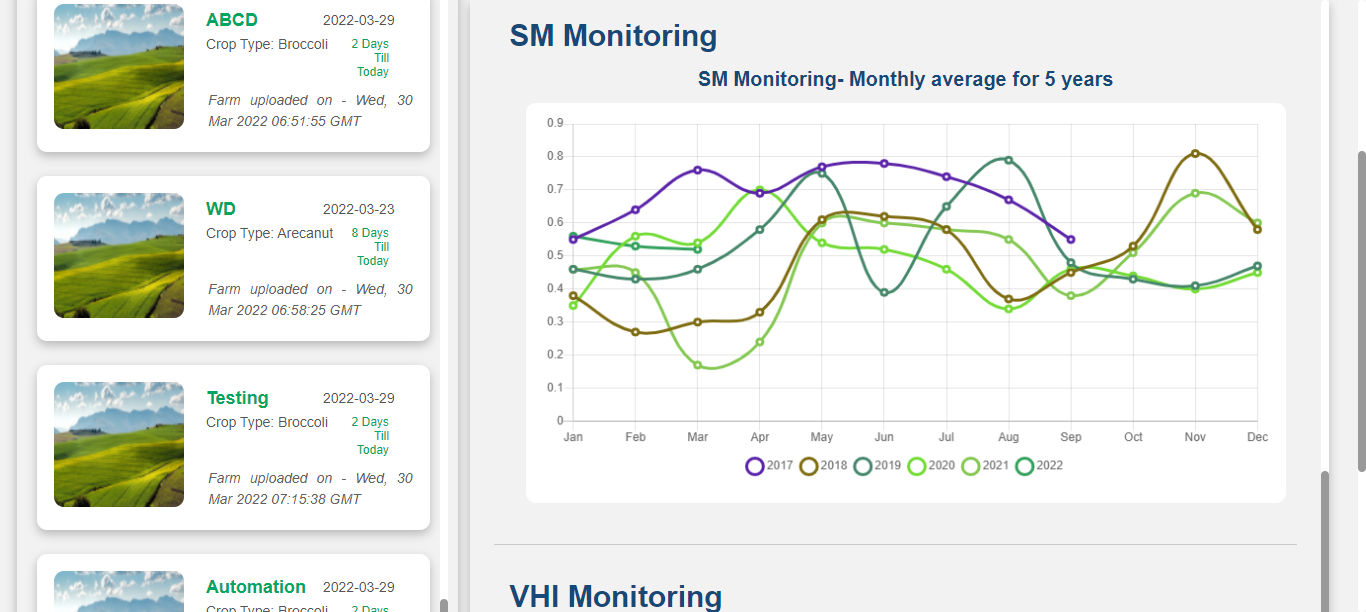 ABCD 2022-03-29
Crop Type: Broccoli 2 Days
Till
Today
Farm uploaded on - Wed, 30
Mar 2022 06:51:55 GMT
WD 2022-03-23
Crop Type: Arecanut 8 Days
Till
Today
Farm uploaded on - Wed, 30
Mar 2022 06:58:25 GMT
Testing 2022-03-29
Crop Type: Broccoli 2 Days
Till
Today
Farm uploaded on - Wed, 30
Mar 2022 07:15:38 GMT
Automation 2022-03-29
Crop Type: Broccoli 2 Days
SM Monitoring
SM Monitoring- Monthly average for 5 years
0.9
0.8
0.7
0.6
0.5
0.4
0.3
0.2
0.1
0
Jan Feb Mar Apr May Jun Jul Aug Sep Oct Nov Dec
2017 2018 2019 2020 2021 2022
VHI Monitoring